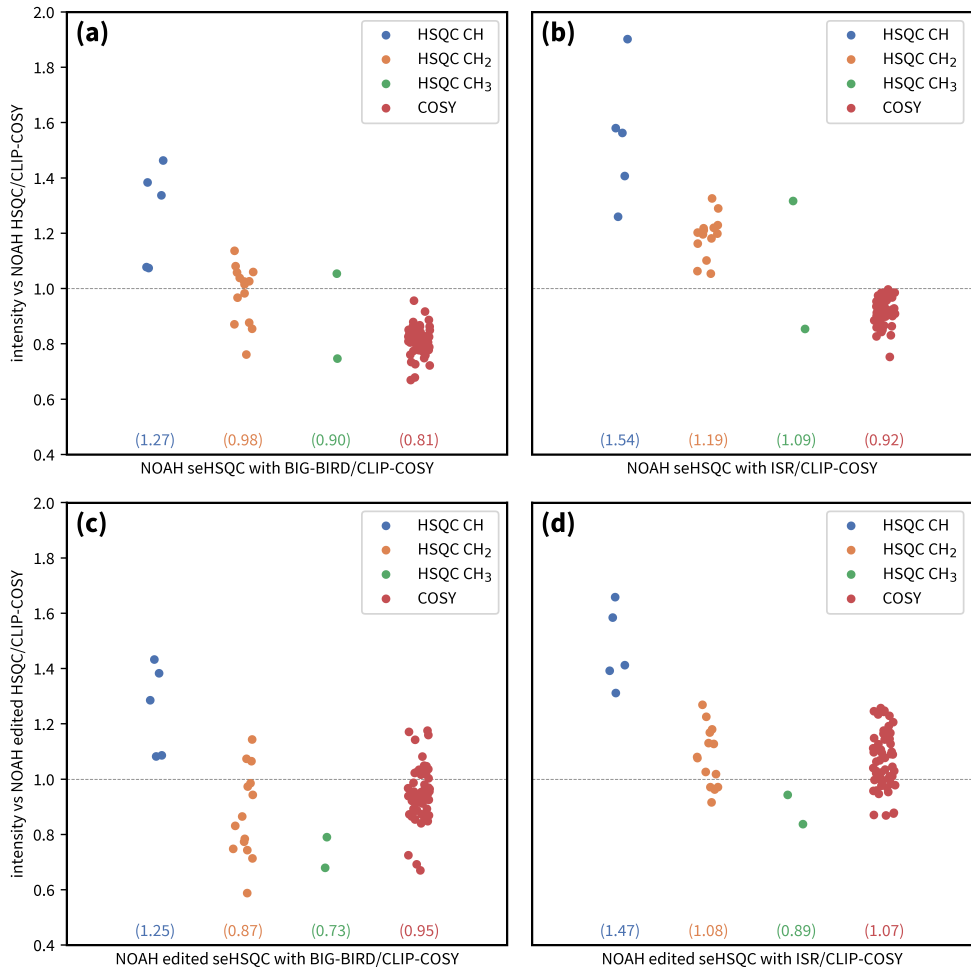 (a)
HSQC CH
HSQC CH2
HSQC CH3
COSY
2.0
1.8
1.6
1.4
1.2
1.0
0.8
0.6
0.4
intensity vs NOAH HSQC/CLIP-COSY
(1.27) (0.98) (0.90) (0.81)
NOAH seHSQC with BIG-BIRD/CLIP-COSY
(b)
HSQC CH
HSQC CH2
HSQC CH3
COSY
(1.54) (1.19) (1.09) (0.92)
NOAH seHSQC with ISR/CLIP-COSY
(c)
HSQC CH
HSQC CH2
HSQC CH3
COSY
2.0
1.8
1.6
1.4
1.2
1.0
0.8
0.6
0.4
intensity vs NOAH edited HSQC/CLIP-COSY
(1.25) (0.87) (0.73) (0.95)
NOAH edited seHSQC with BIG-BIRD/CLIP-COSY
(d)
HSQC CH
HSQC CH2
HSQC CH3
COSY
(1.47) (1.08) (0.89) (1.07)
NOAH edited seHSQC with ISR/CLIP-COSY